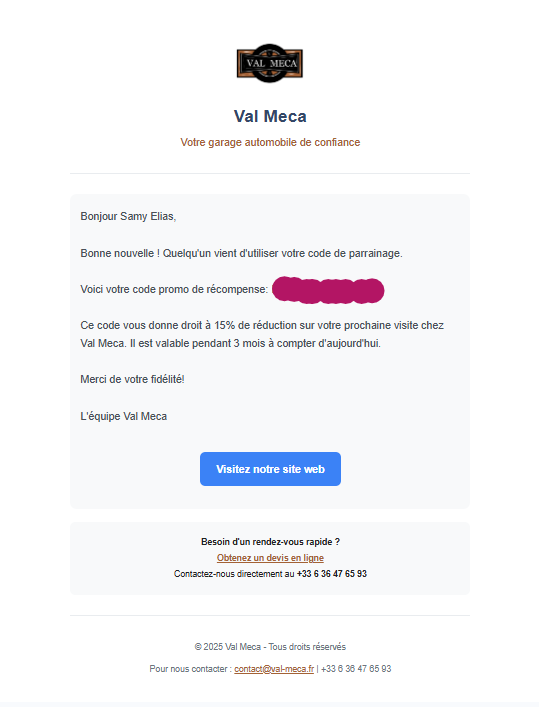 VAL MECA
Val Meca
Votre garage automobile de confiance
Bonjour Samy Elias,
Bonne nouvelle ! Quelqu'un vient d'utiliser votre code de parrainage.
Voici votre code promo de récompense:
Ce code vous donne droit à 15% de réduction sur votre prochaine visite chez
Val Meca. Il est valable pendant 3 mois à compter d'aujourd'hui.
Merci de votre fidélité!
L'équipe Val Meca
Visitez notre site web
Besoin d'un rendez-vous rapide ?
Obtenez un devis en ligne
Contactez-nous directement au +33 6 36 47 65 93
© 2025 Val Meca - Tous droits réservés
Pour nous contacter : contact@val-meca.fr | +33 6 36 47 65 93